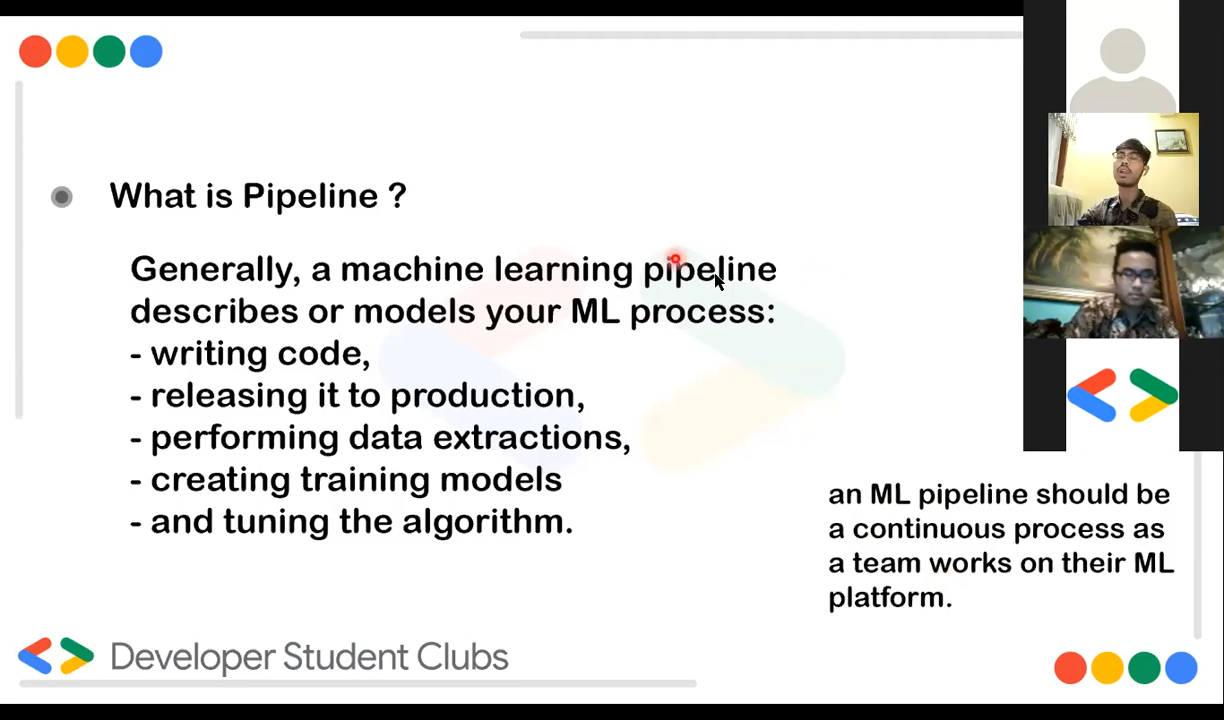 What is Pipeline ?
Generally, a machine learning pipeline
describes or models your ML process:
- writing code,
- releasing it to production,
- performing data extractions,
- creating training models
- and tuning the algorithm.
an ML pipeline should be
a continuous process as
a team works on their ML
platform.
Developer Student Clubs